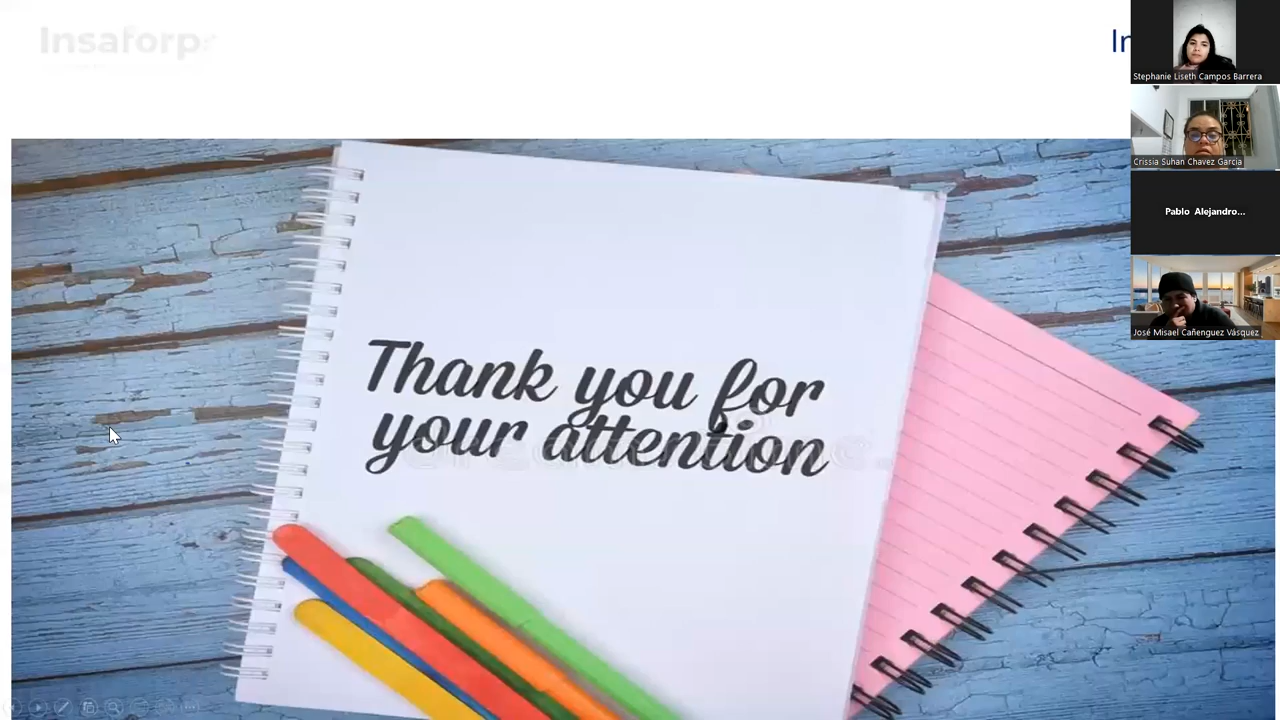 Insaforp
In
Stephanie Liseth Campos Barrera
Crissia Suhan Chavez Garcia
Pablo Alejandro...
José Misael Cañenguez Vásquez
Thank you for
your attention